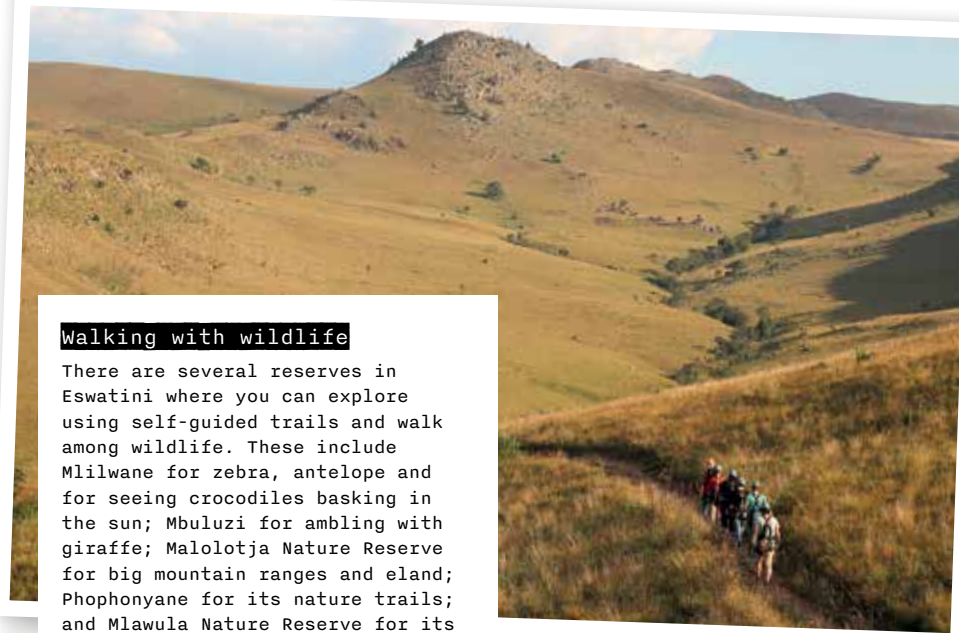 Walking with wildlife
There are several reserves in
Eswatini where you can explore
using self-guided trails and walk
among wildlife. These include
Mlilwane for zebra, antelope and
for seeing crocodiles basking in
the sun; Mbuluzi for ambling with
giraffe; Malolotja Nature Reserve
for big mountain ranges and eland;
Phophonyane for its nature trails;
and Mlawula Nature Reserve for its